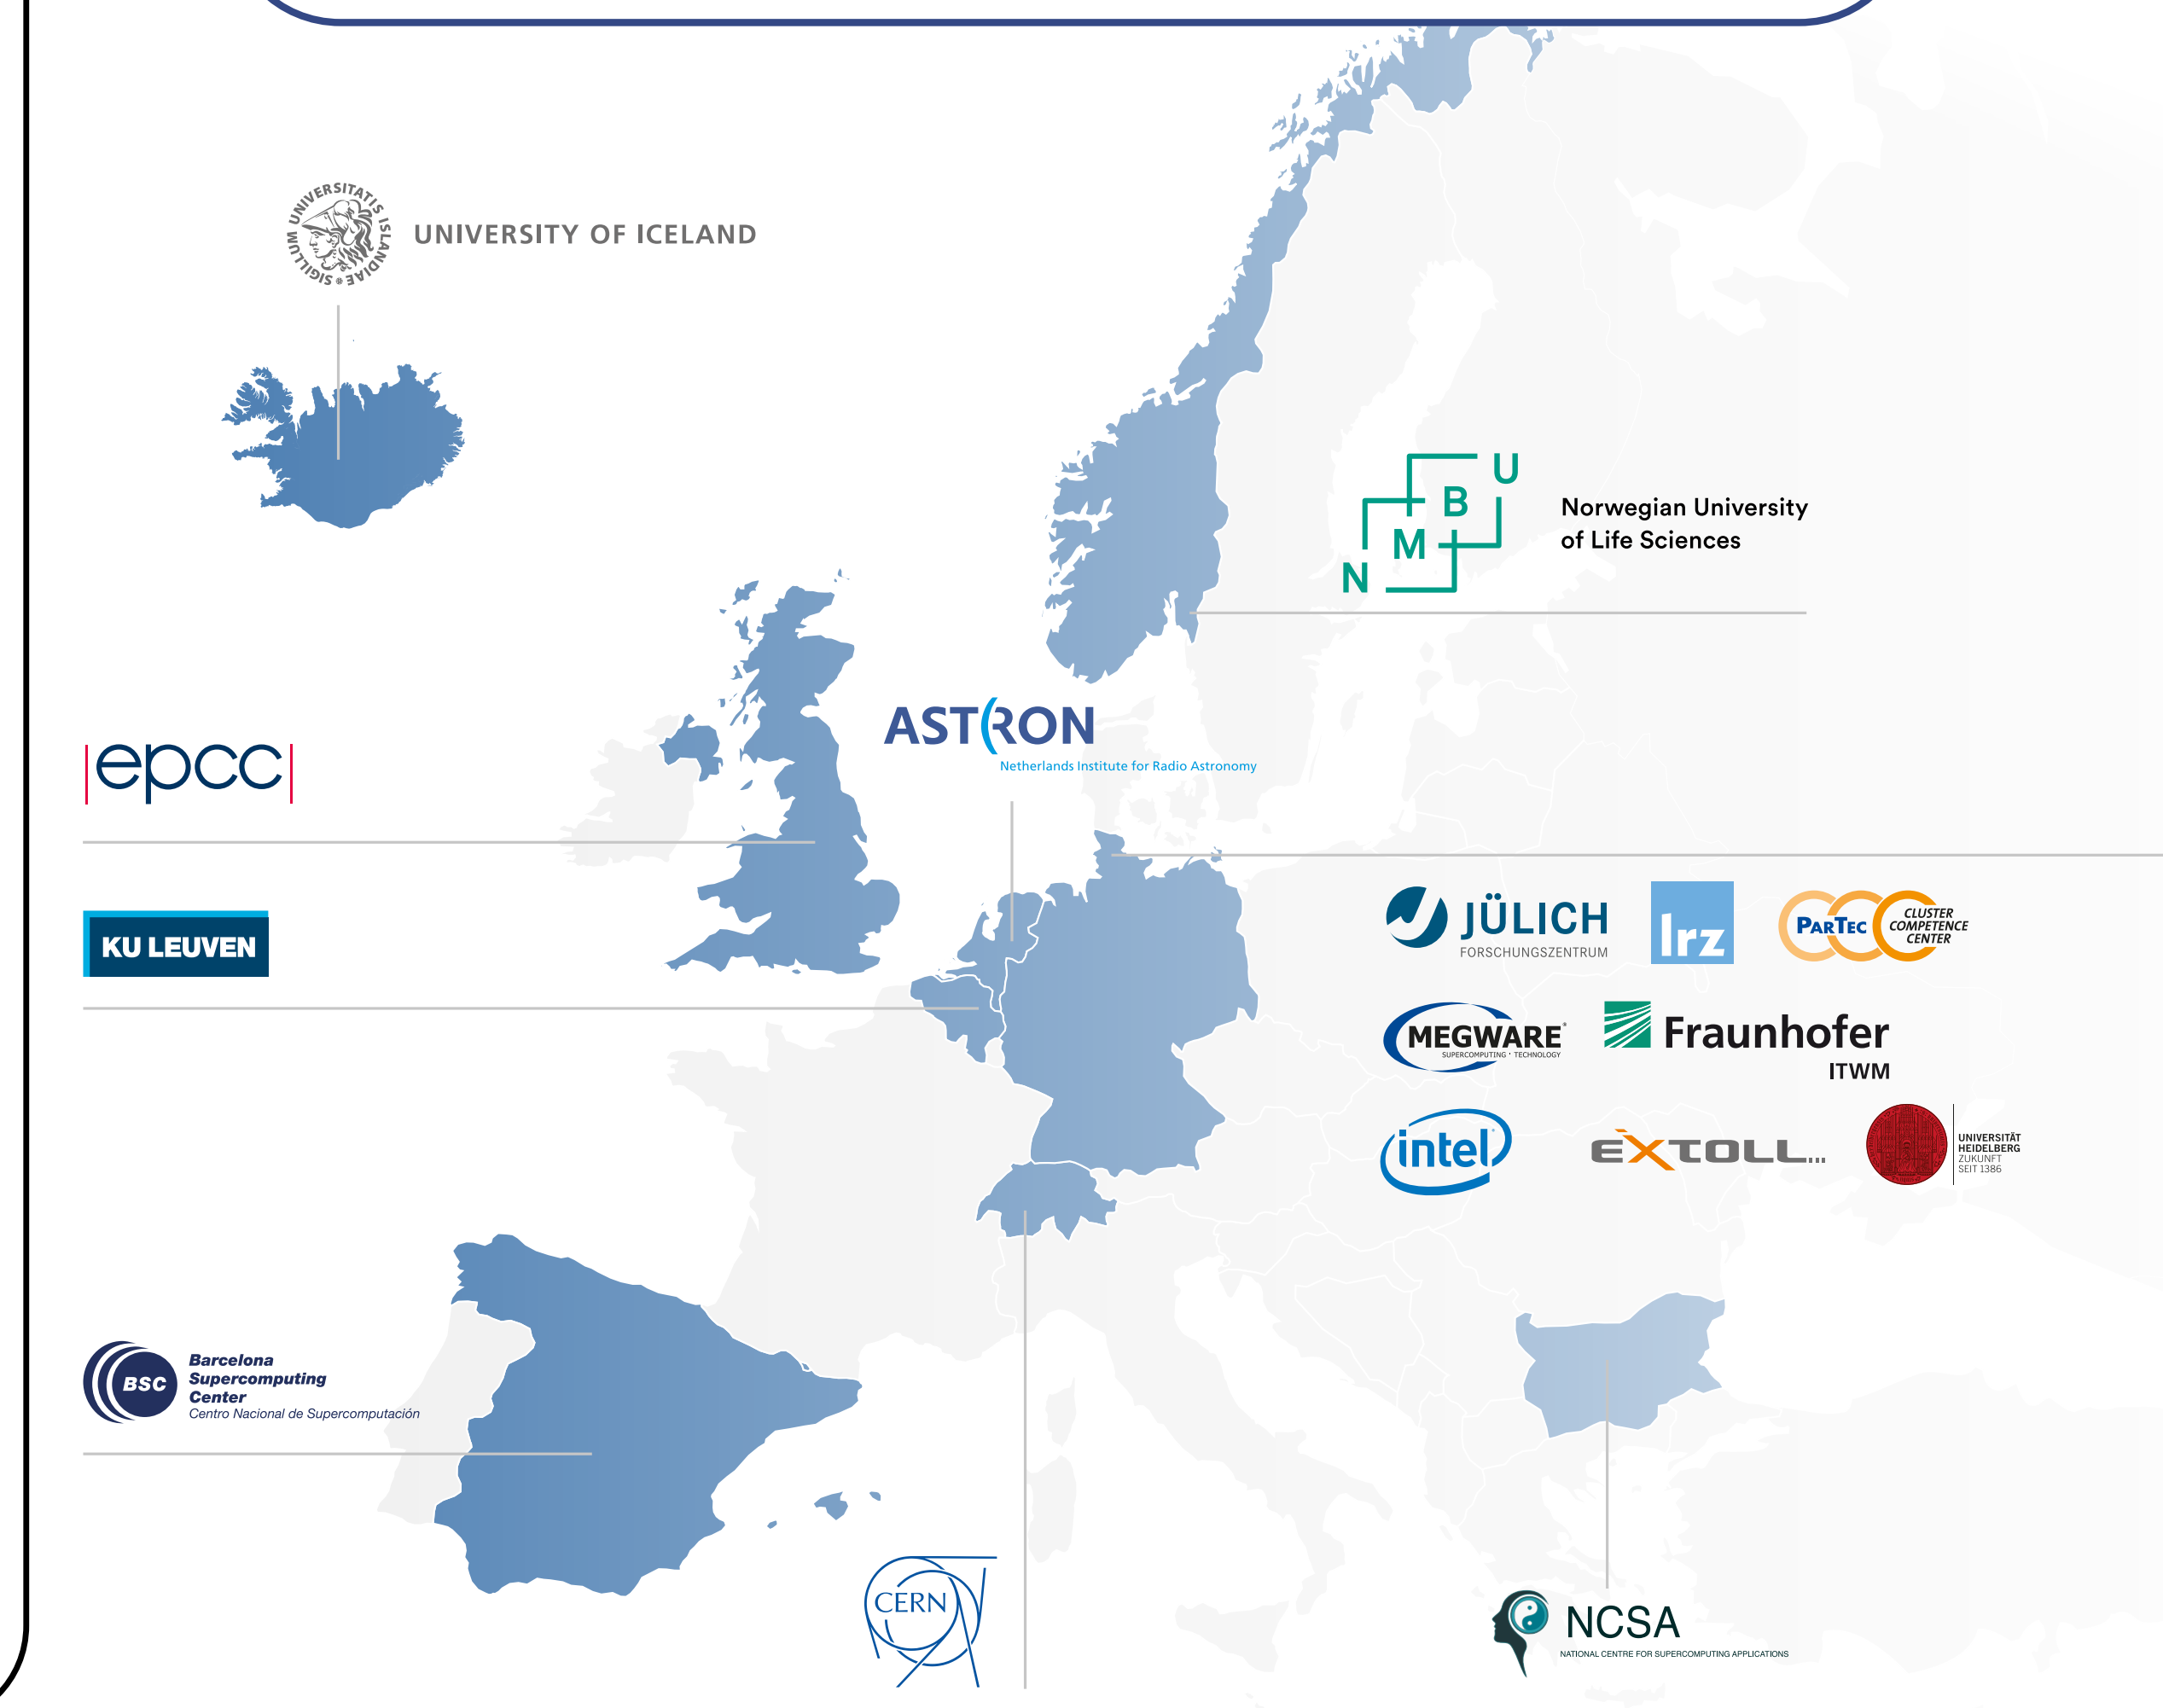 SIGILLUM UNIVERSITATIS ISLANDIAE
UNIVERSITY OF ICELAND
N M B U
Norwegian University
of Life Sciences
ASTRON
Netherlands Institute for Radio Astronomy
epcc
KU LEUVEN
JÜLICH
FORSCHUNGSZENTRUM
lrz
PARTEC
CLUSTER
COMPETENCE
CENTER
MEGWARE®
SUPERCOMPUTING · TECHNOLOGY
Fraunhofer
ITWM
intel
EXTOLL...
UNIVERSITÄT
HEIDELBERG
ZUKUNFT
SEIT 1386
BSC
Barcelona
Supercomputing
Center
Centro Nacional de Supercomputación
CERN
NCSA
NATIONAL CENTRE FOR SUPERCOMPUTING APPLICATIONS